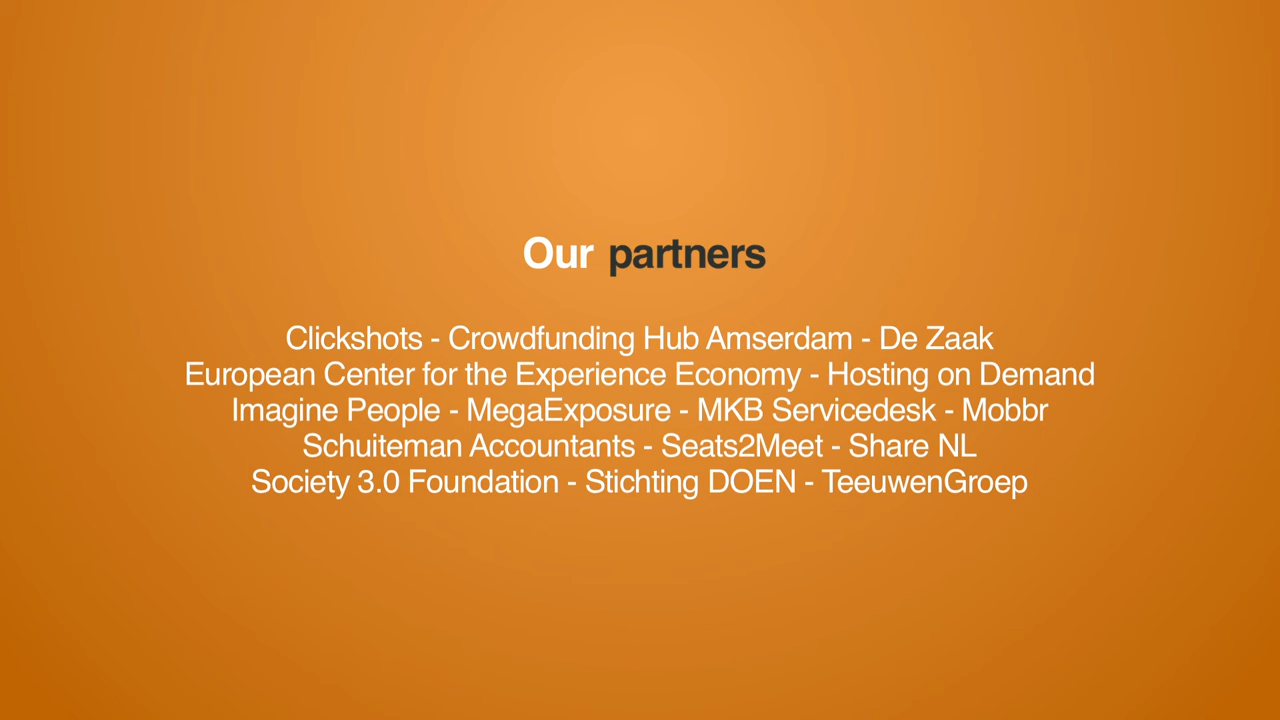 Our partners
Clickshots - Crowdfunding Hub Amserdam - De Zaak
European Center for the Experience Economy - Hosting on Demand
Imagine People - MegaExposure - MKB Servicedesk - Mobbr
Schuiteman Accountants - Seats2Meet - Share NL
Society 3.0 Foundation - Stichting DOEN - TeeuwenGroep